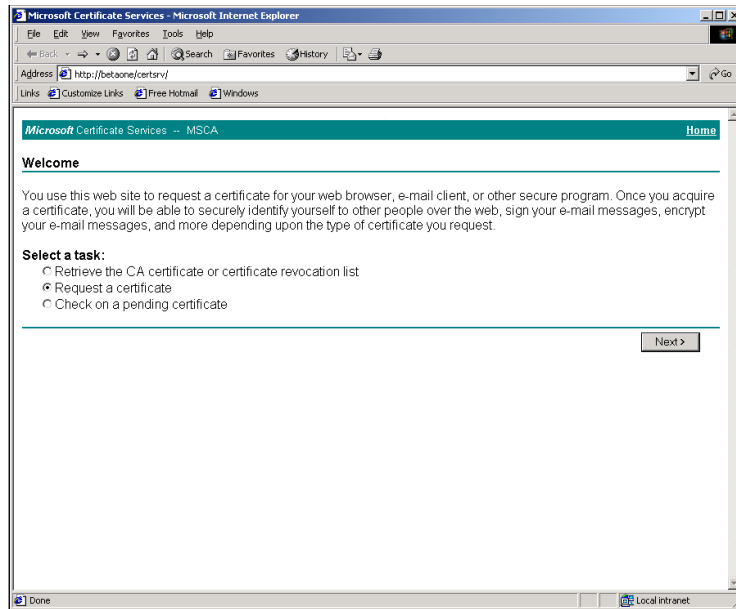 Microsoft Certificate Services - Microsoft Internet Explorer
File Edit View Favorites Tools Help
Back Search Favorites History
Address http://betaone/certsrv/ Go
Links Customize Links Free Hotmail Windows
Microsoft Certificate Services -- MSCA Home
Welcome
You use this web site to request a certificate for your web browser, e-mail client, or other secure program. Once you acquire
a certificate, you will be able to securely identify yourself to other people over the web, sign your e-mail messages, encrypt
your e-mail messages, and more depending upon the type of certificate you request.
Select a task:
Retrieve the CA certificate or certificate revocation list
Request a certificate
Check on a pending certificate
Next >
Done Local intranet